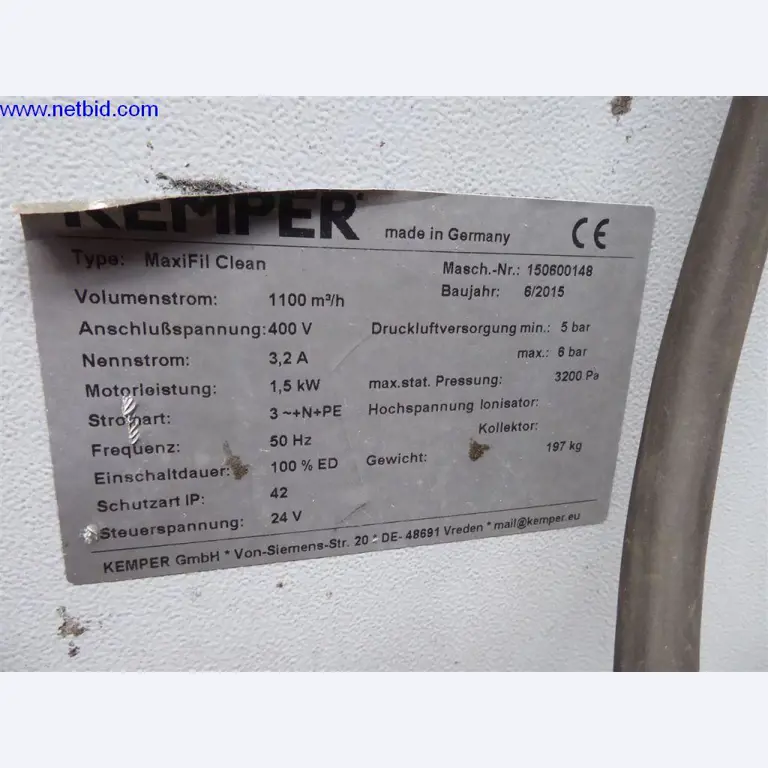 www.netbid.com
KEMPER made in Germany CE
Type: MaxiFil Clean Masch.-Nr.: 150600148
Volumenstrom: 1100 m³/h Baujahr: 6/2015
Anschlußspannung: 400 V Druckluftversorgung min.: 5 bar
Nennstrom: 3,2 A max.: 6 bar
Motorleistung: 1,5 kW max.stat. Pressung: 3200 Pa
Stromart: 3 ~+N+PE Hochspannung Ionisator:
Frequenz: 50 Hz Kollektor:
Einschaltdauer: 100 % ED Gewicht: 197 kg
Schutzart IP: 42
Steuerspannung: 24 V
KEMPER GmbH * Von-Siemens-Str. 20 * DE- 48691 Vreden * mail@kemper.eu